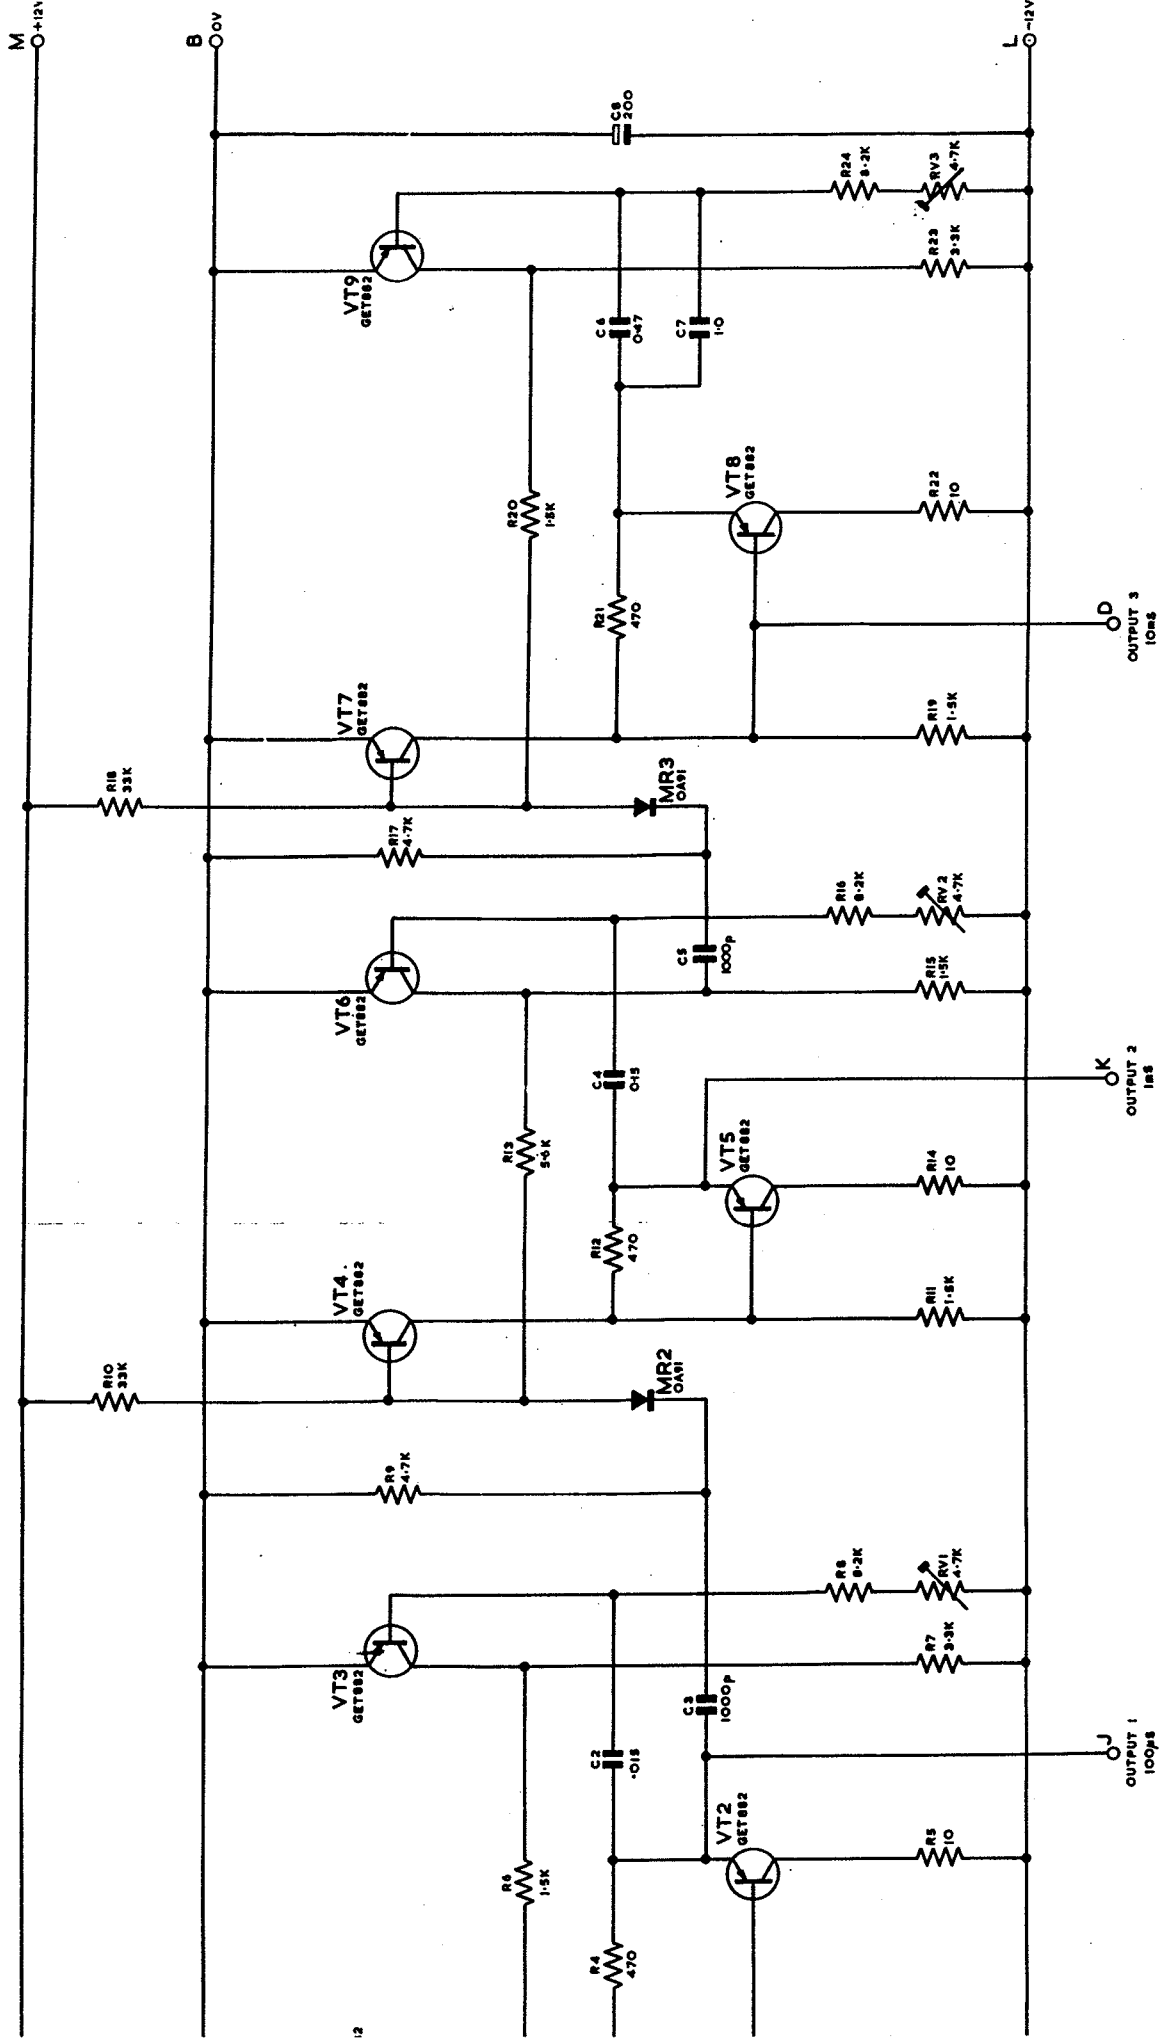 M
+12V
B
0V
L
-12V
C8
200
R24
8·2K
RV3
4·7K
R23
3·3K
VT9
GET882
C6
0·47
C7
1·0
R20
1·5K
VT8
GET882
R22
10
R21
470
D
OUTPUT 3
10mS
VT7
GET882
R19
1·5K
R18
33K
MR3
OA91
R17
4·7K
R16
8·2K
RV2
4·7K
C5
1000p
R15
1·5K
VT6
GET882
C4
0·15
K
OUTPUT 2
1mS
R13
5·6K
VT5
GET882
R14
10
R12
470
VT4.
GET882
R11
1·5K
R10
33K
MR2
OA91
R9
4·7K
R8
8·2K
RV1
4·7K
R7
3·3K
VT3
GET882
C3
1000p
C2
·015
J
OUTPUT 1
100µS
VT2
GET882
R5
10
R6
1·5K
R4
470
12